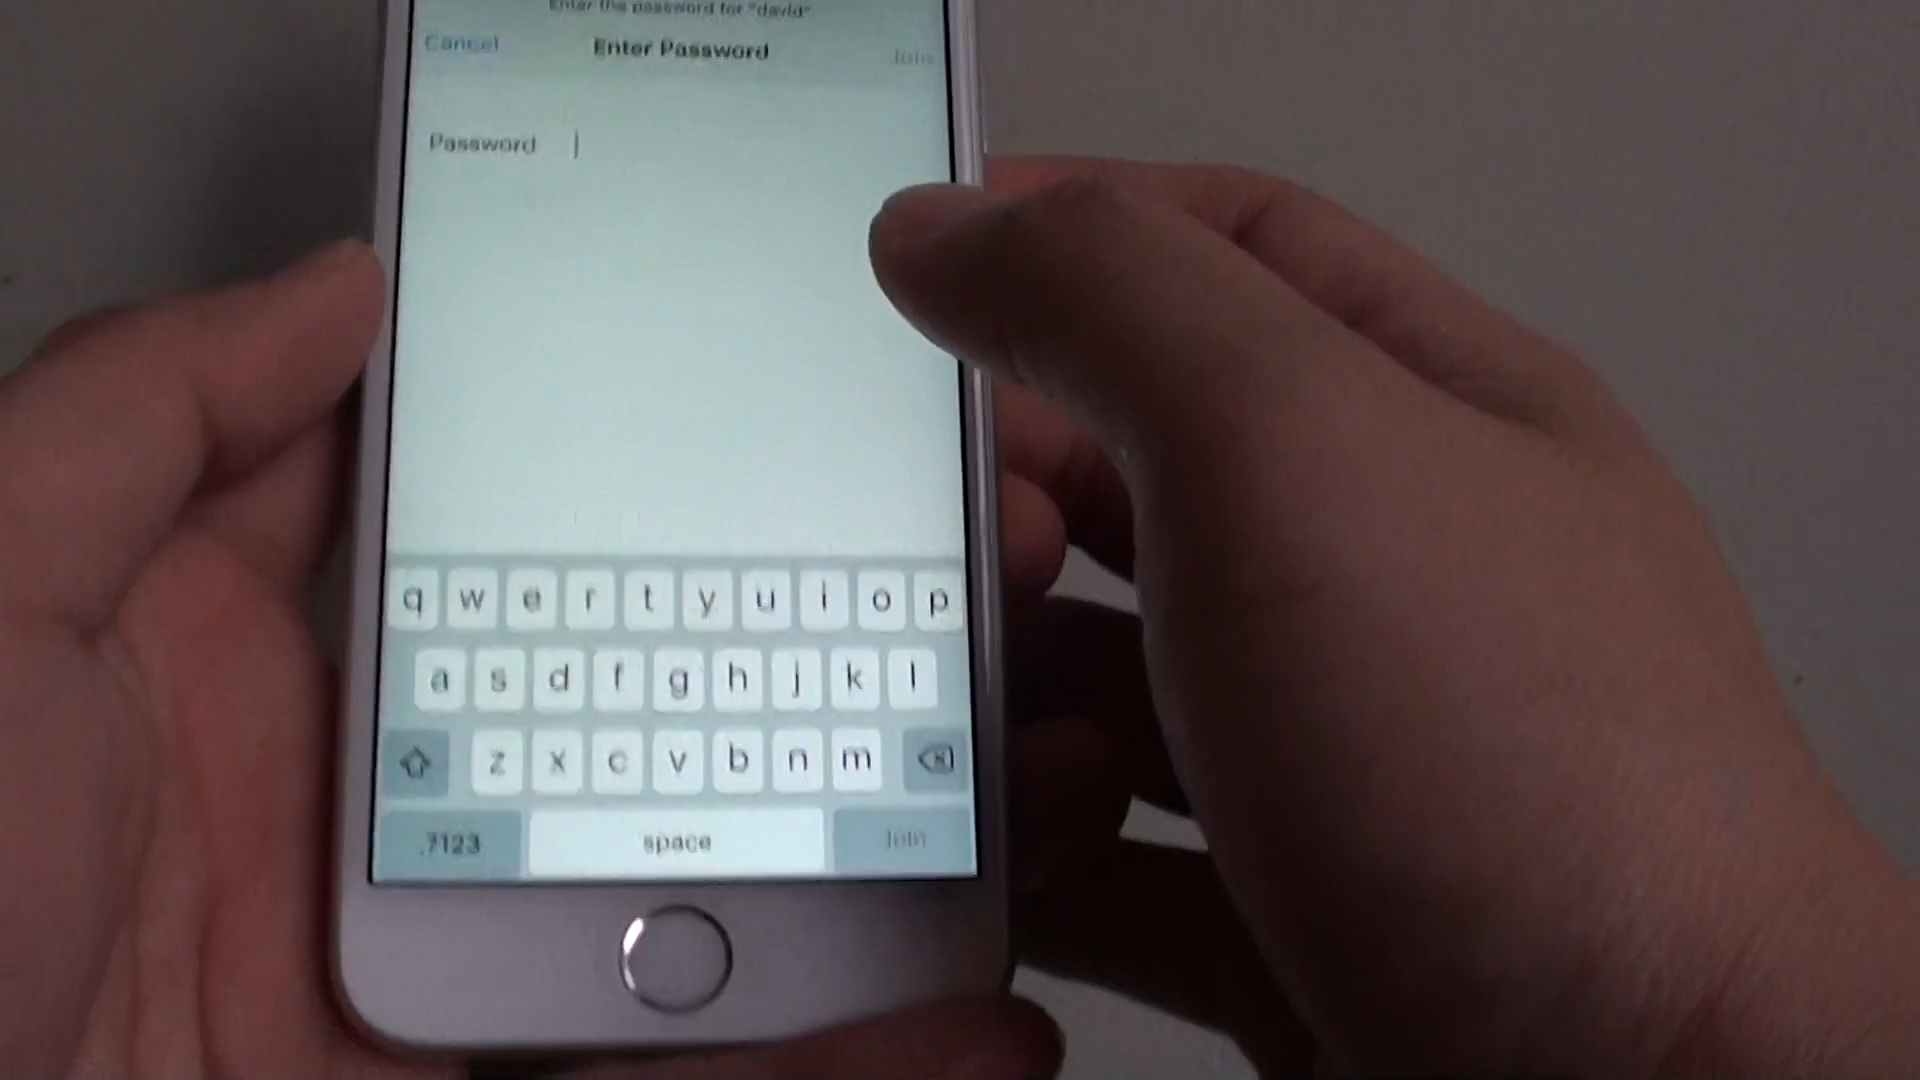 Enter the password for "david"
Cancel Enter Password Join
Password
q w e r t y u i o p
a s d f g h j k l
z x c v b n m
.?123 space Join